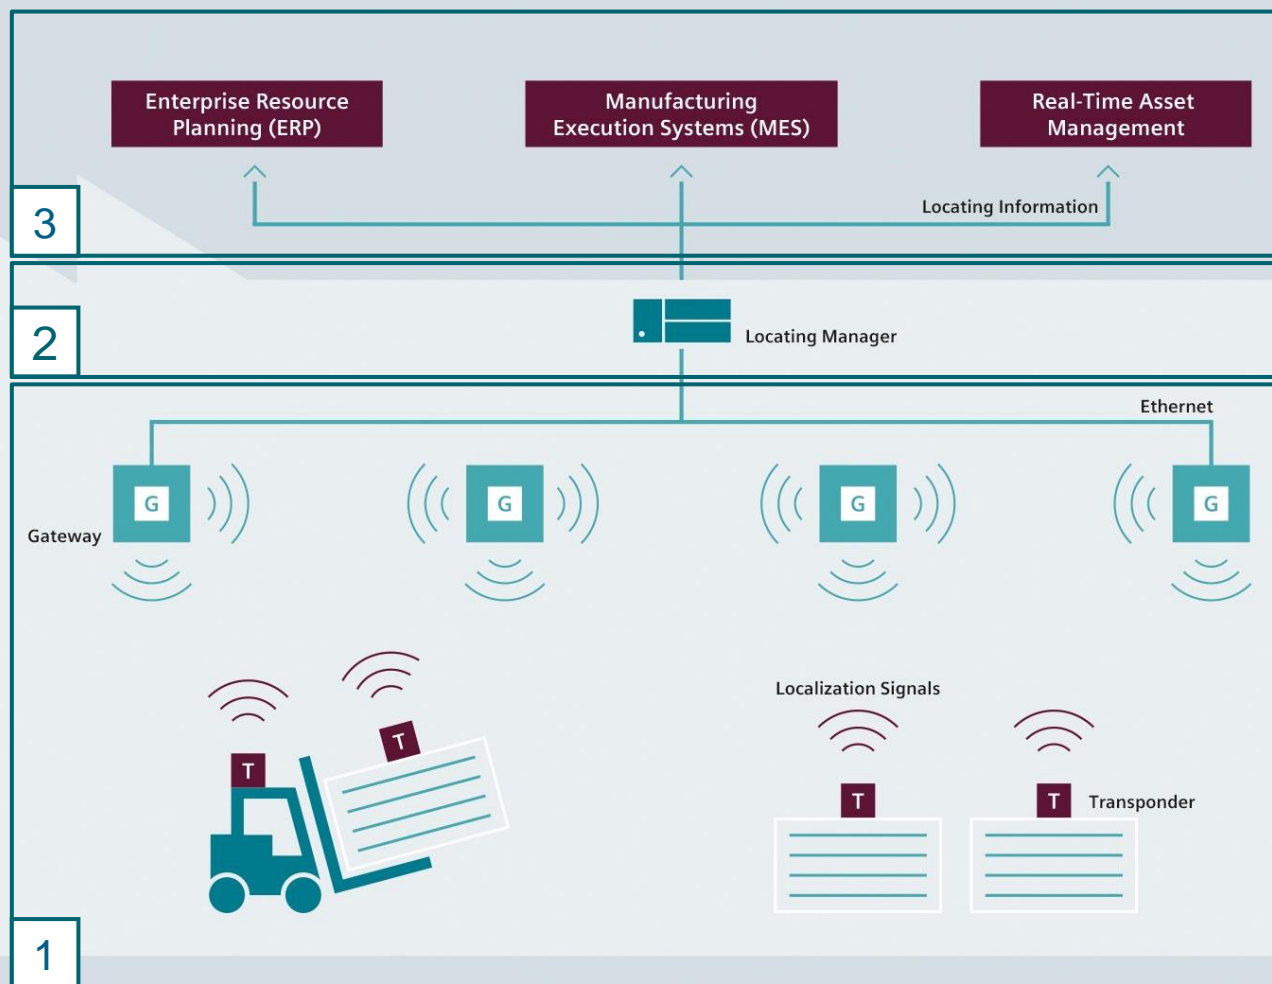 Enterprise Resource
Planning (ERP)
Manufacturing
Execution Systems (MES)
Real-Time Asset
Management
Locating Information
3
2
Locating Manager
Ethernet
G
G
G
G
Gateway
Localization Signals
T
T
T
T
Transponder
1